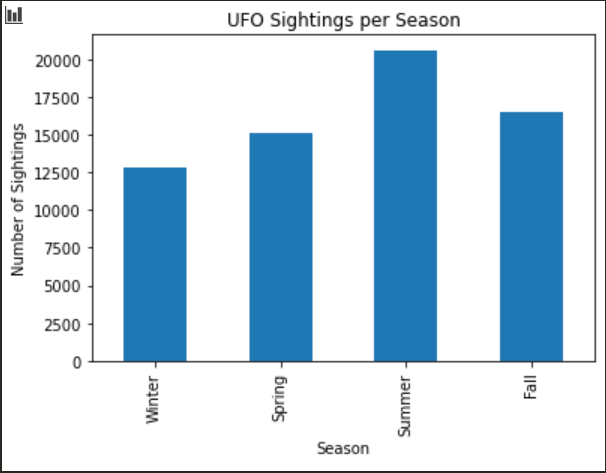 UFO Sightings per Season
Number of Sightings
20000
17500
15000
12500
10000
7500
5000
2500
0
Winter
Spring
Summer
Fall
Season